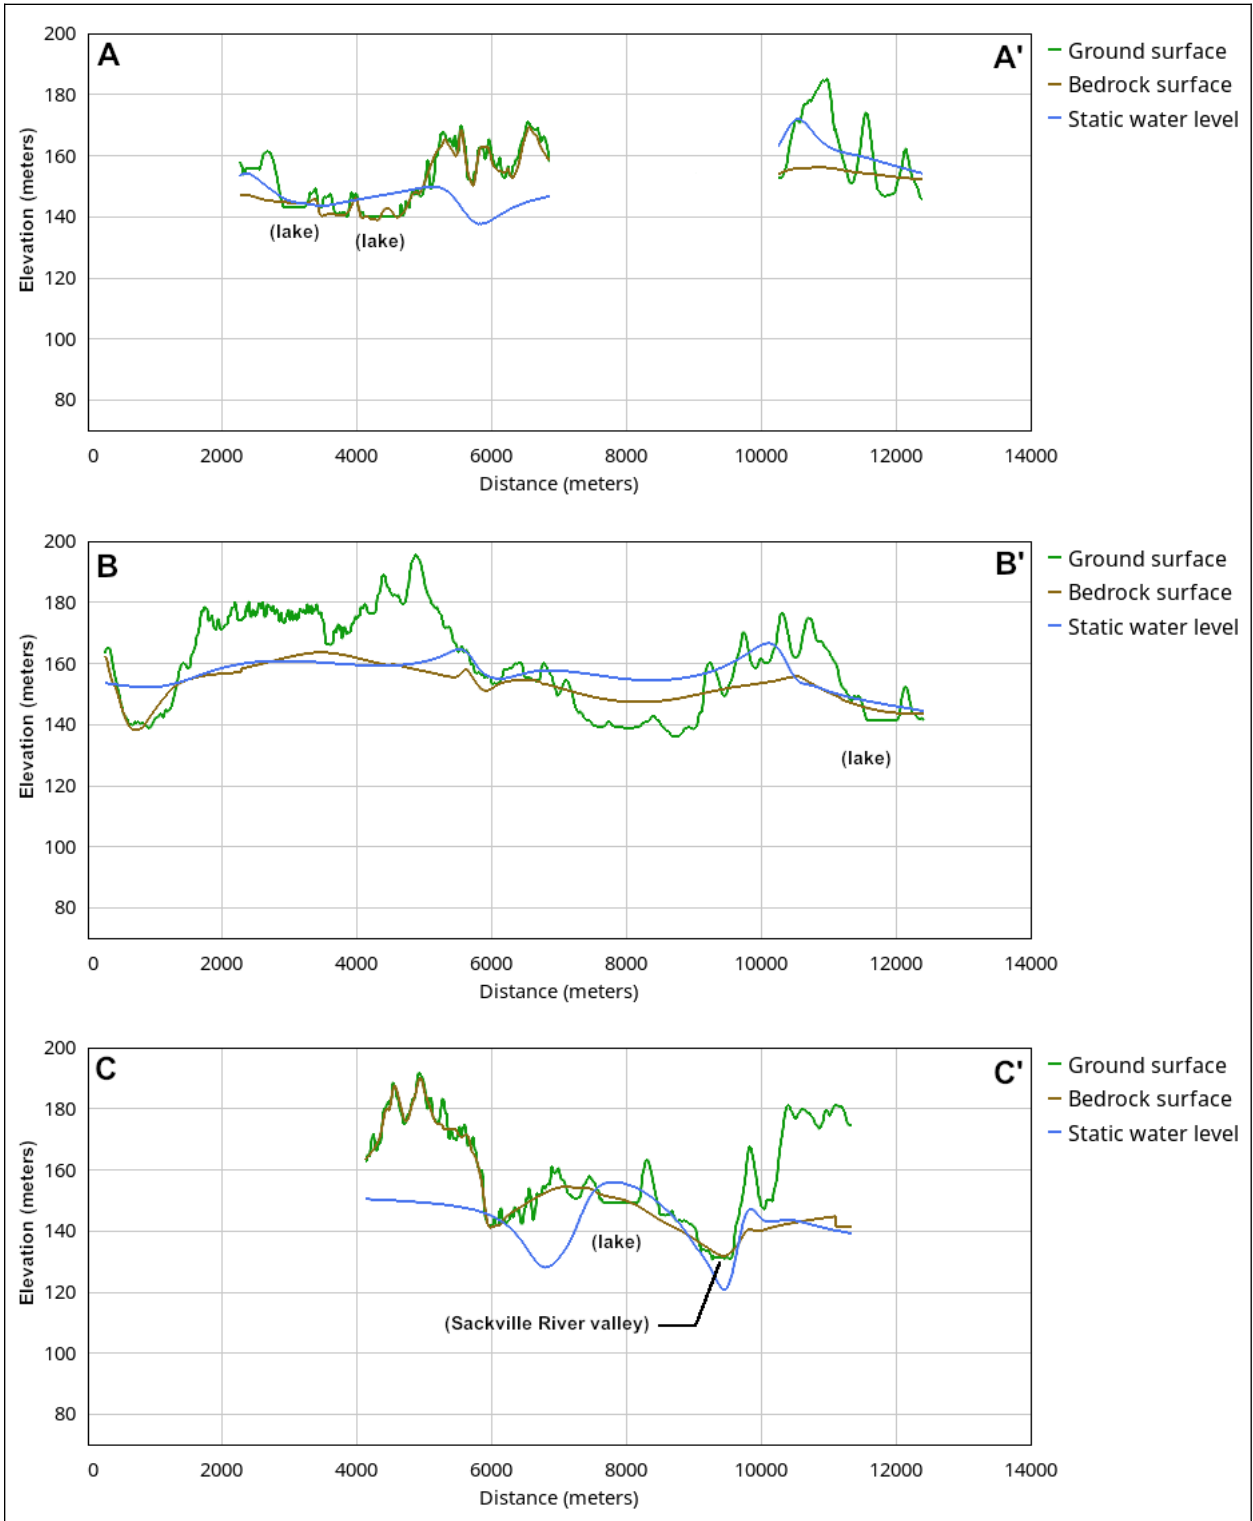 200
A
A'
Ground surface
Bedrock surface
Static water level
180
160
140
120
100
80
Elevation (meters)
(lake)
(lake)
0 2000 4000 6000 8000 10000 12000 14000
Distance (meters)
200
B
B'
Ground surface
Bedrock surface
Static water level
180
160
140
120
100
80
Elevation (meters)
(lake)
0 2000 4000 6000 8000 10000 12000 14000
Distance (meters)
200
C
C'
Ground surface
Bedrock surface
Static water level
180
160
140
120
100
80
Elevation (meters)
(lake)
(Sackville River valley)
0 2000 4000 6000 8000 10000 12000 14000
Distance (meters)